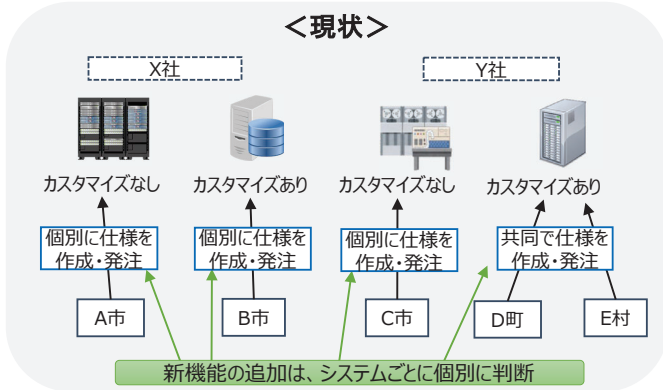 ＜現状＞
X社
Y社
カスタマイズなし
カスタマイズあり
カスタマイズなし
カスタマイズあり
個別に仕様を
作成・発注
個別に仕様を
作成・発注
個別に仕様を
作成・発注
共同で仕様を
作成・発注
A市
B市
C市
D町
E村
新機能の追加は、システムごとに個別に判断